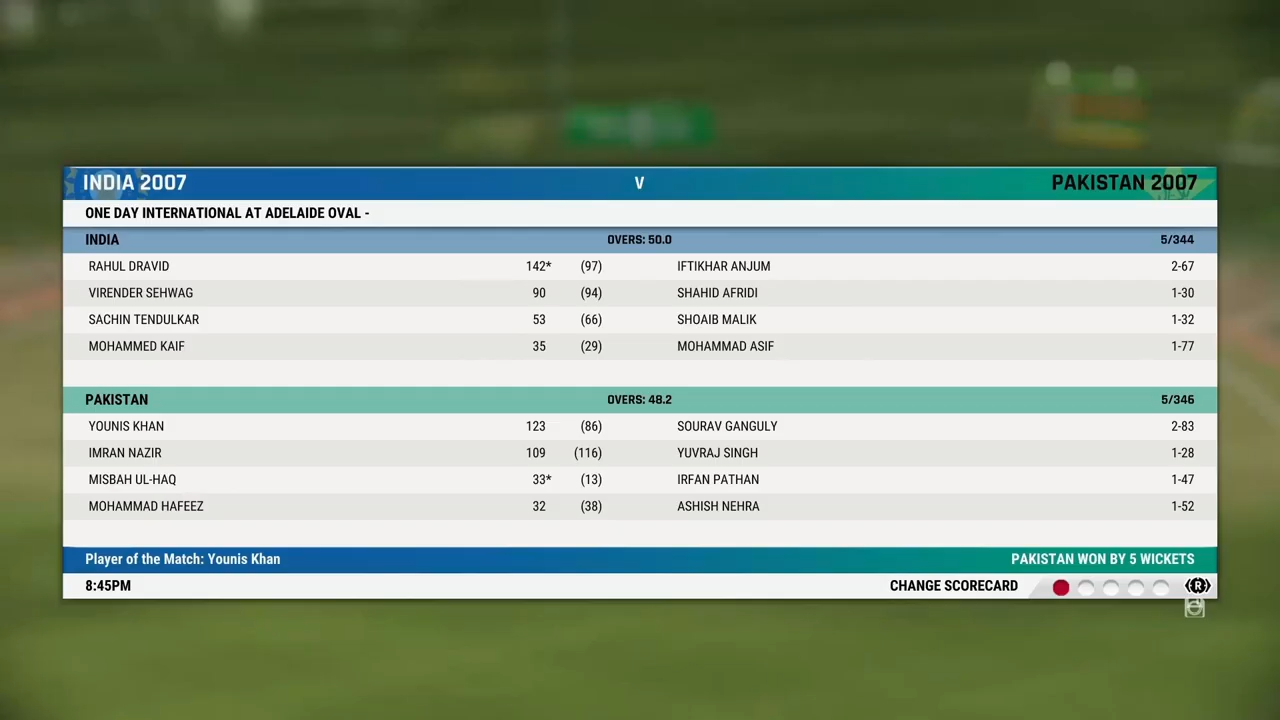 INDIA 2007 V PAKISTAN 2007
ONE DAY INTERNATIONAL AT ADELAIDE OVAL -
INDIA OVERS: 50.0 5/344
RAHUL DRAVID 142* (97) IFTIKHAR ANJUM 2-67
VIRENDER SEHWAG 90 (94) SHAHID AFRIDI 1-30
SACHIN TENDULKAR 53 (66) SHOAIB MALIK 1-32
MOHAMMED KAIF 35 (29) MOHAMMAD ASIF 1-77
PAKISTAN OVERS: 48.2 5/346
YOUNIS KHAN 123 (86) SOURAV GANGULY 2-83
IMRAN NAZIR 109 (116) YUVRAJ SINGH 1-28
MISBAH UL-HAQ 33* (13) IRFAN PATHAN 1-47
MOHAMMAD HAFEEZ 32 (38) ASHISH NEHRA 1-52
Player of the Match: Younis Khan PAKISTAN WON BY 5 WICKETS
8:45PM CHANGE SCORECARD R